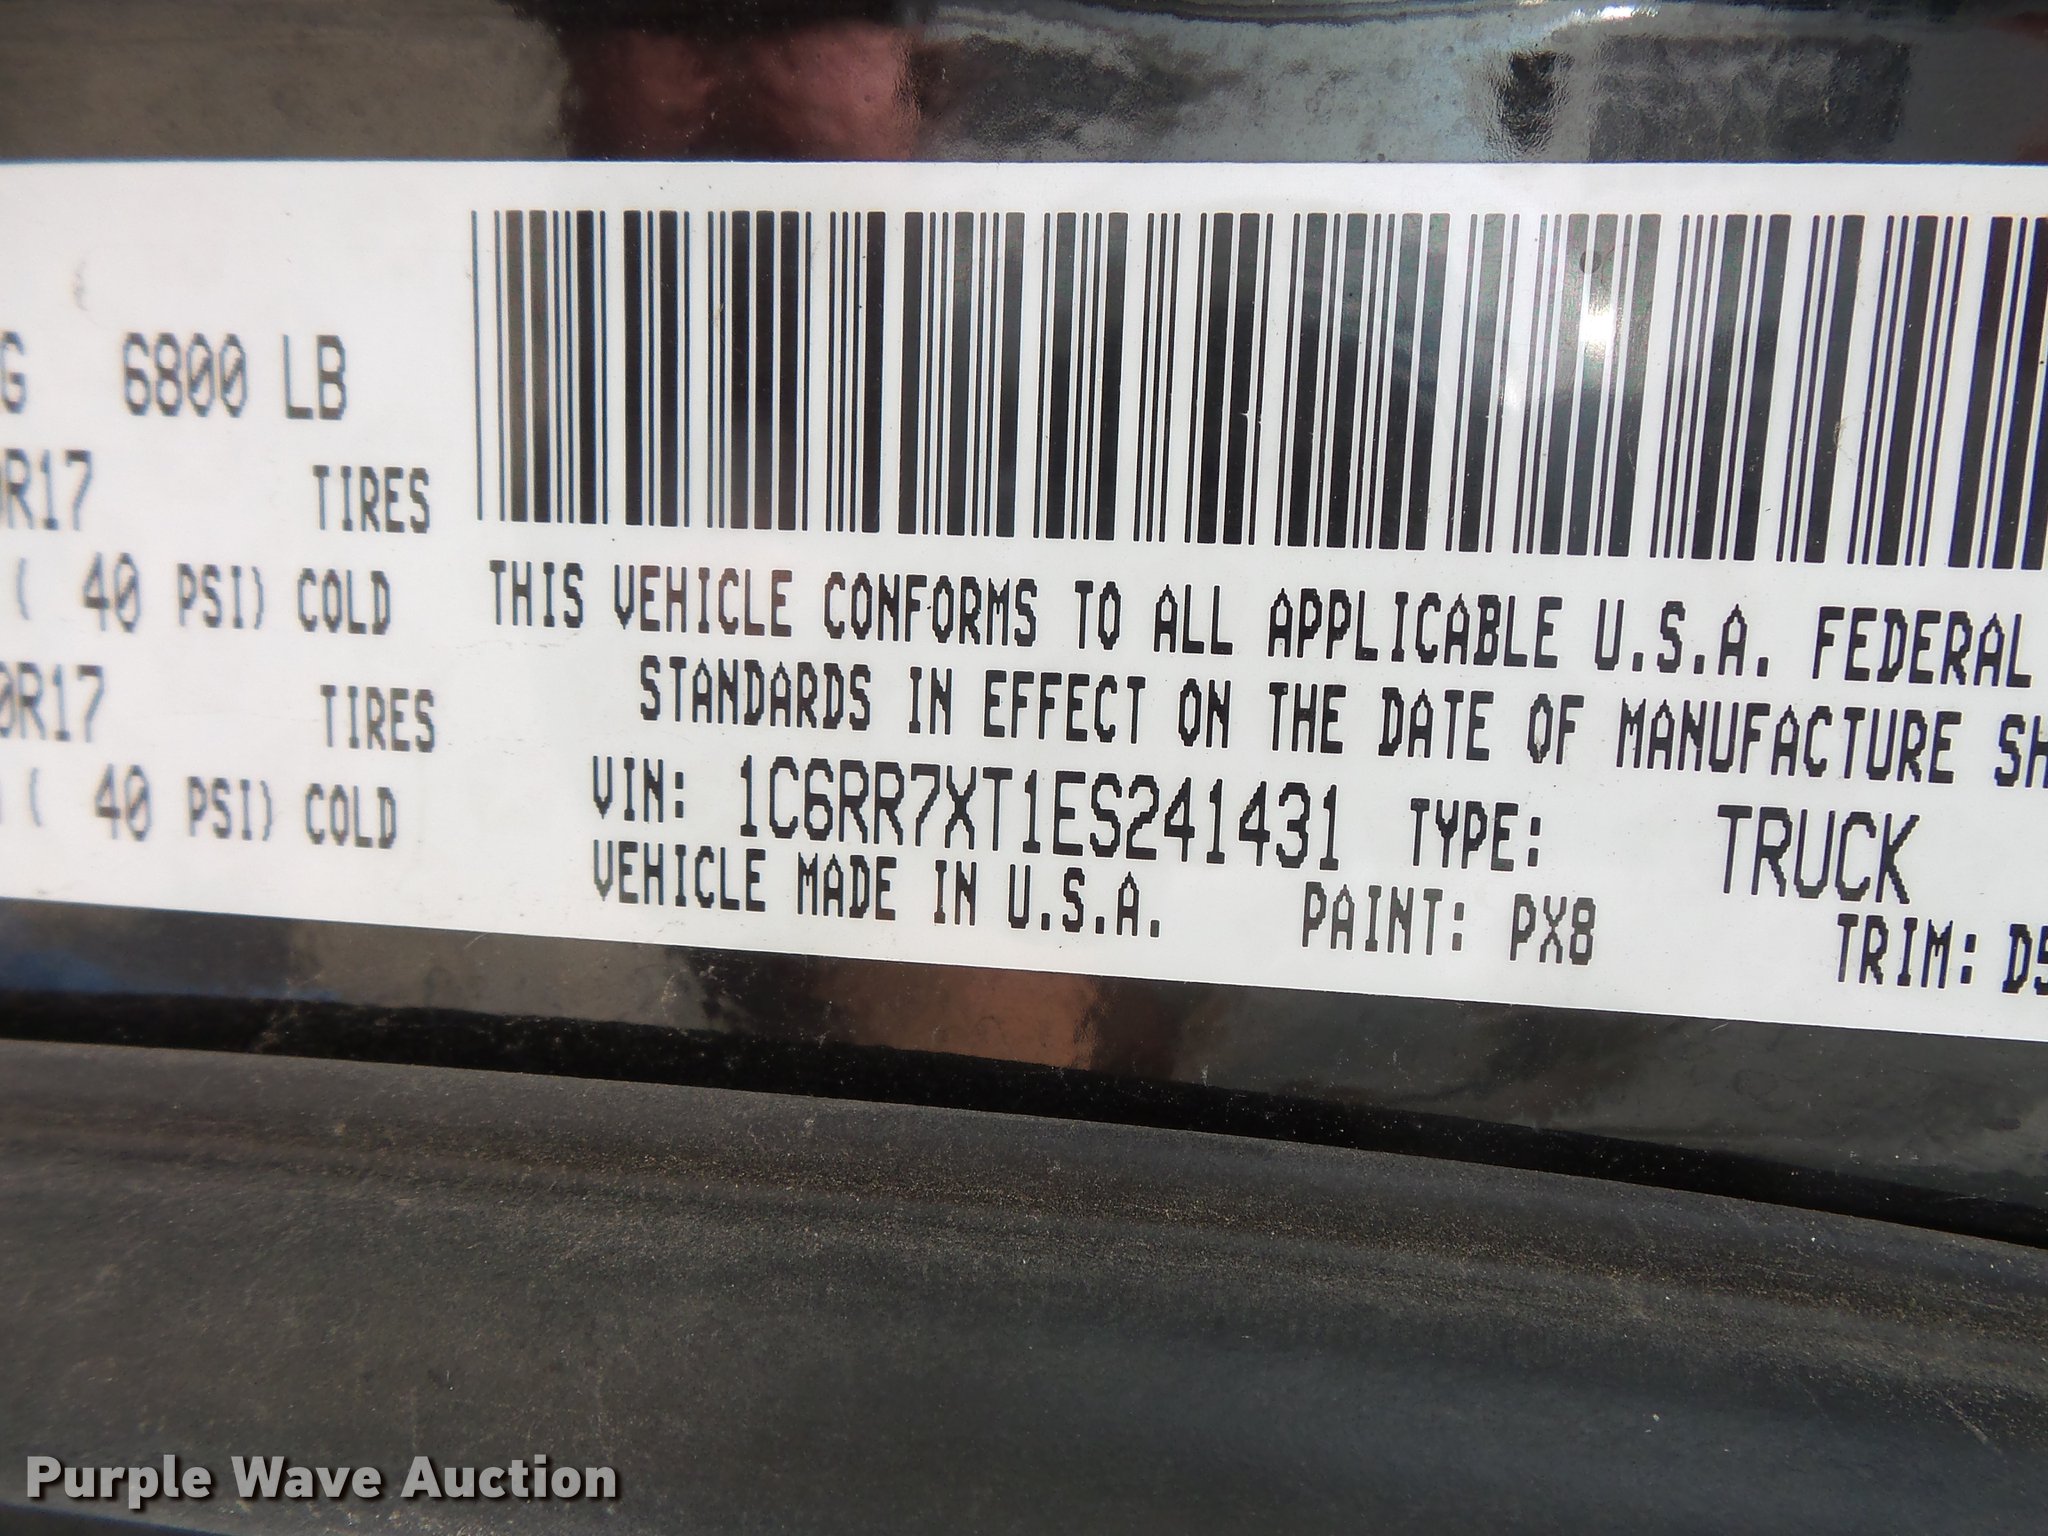 6800 LB
R17 TIRES
( 40 PSI) COLD
0R17 TIRES
( 40 PSI) COLD
THIS VEHICLE CONFORMS TO ALL APPLICABLE U.S.A. FEDERAL
STANDARDS IN EFFECT ON THE DATE OF MANUFACTURE SH
VIN: 1C6RR7XT1ES241431 TYPE: TRUCK
VEHICLE MADE IN U.S.A. PAINT: PX8 TRIM: D5
Purple Wave Auction